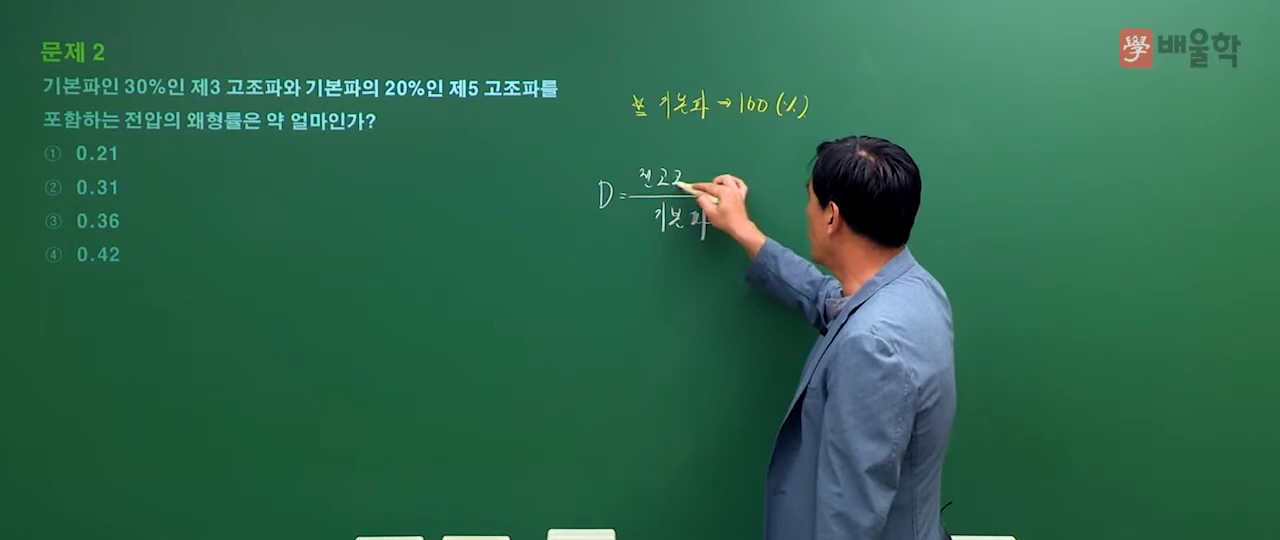 문제 2
기본파인 30%인 제3 고조파와 기본파의 20%인 제5 고조파를
포함하는 전압의 왜형률은 약 얼마인가?
① 0.21
② 0.31
③ 0.36
④ 0.42
學 배울학
※ 기본파 → 100 (%)
D = 전고고
기본파